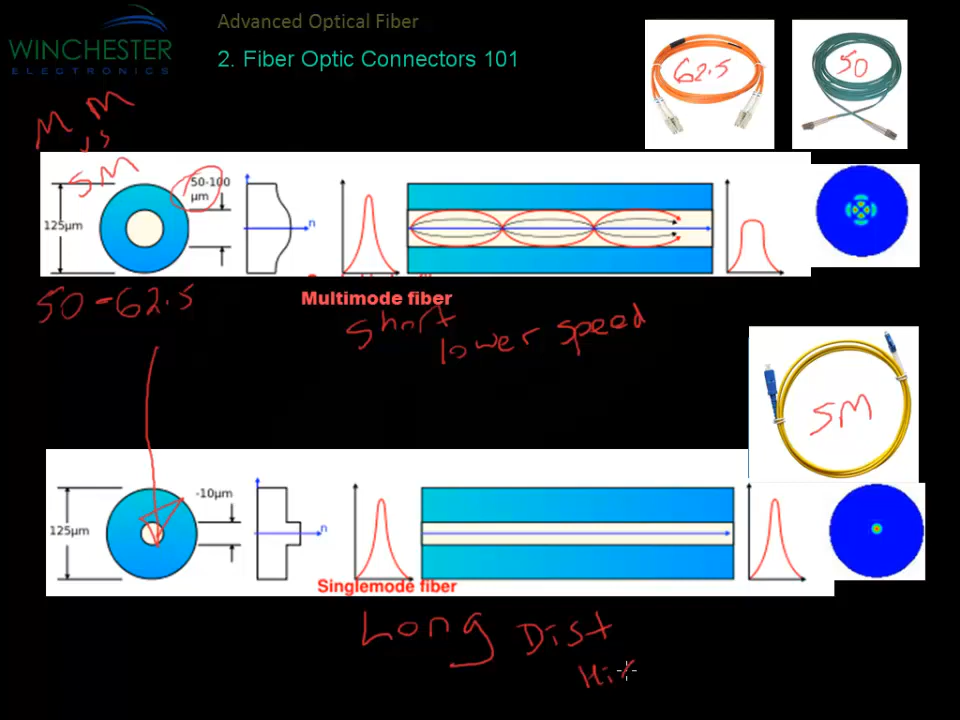 Advanced Optical Fiber
WINCHESTER
ELECTRONICS
2. Fiber Optic Connectors 101
62.5
50
MM
SM
50-100
µm
125µm
n
50-62.5
Multimode fiber
Short
lower speed
SM
-10µm
125µm
n
Singlemode fiber
Long Dist